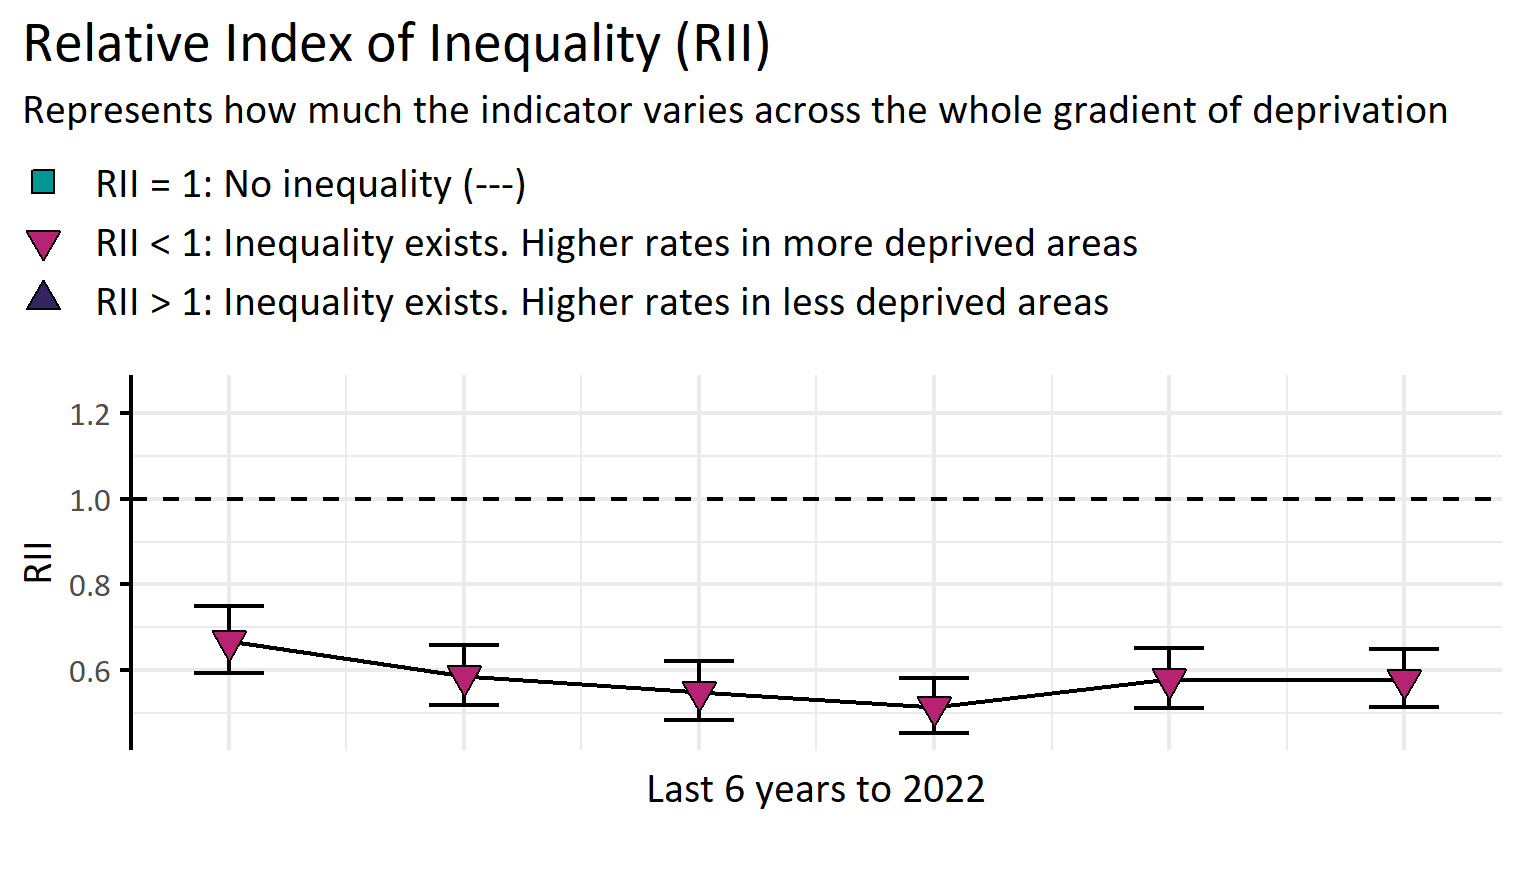 Relative Index of Inequality (RII)
Represents how much the indicator varies across the whole gradient of deprivation
RII = 1: No inequality (---)
RII < 1: Inequality exists. Higher rates in more deprived areas
RII > 1: Inequality exists. Higher rates in less deprived areas
1.2
1.0
0.8
0.6
RII
Last 6 years to 2022